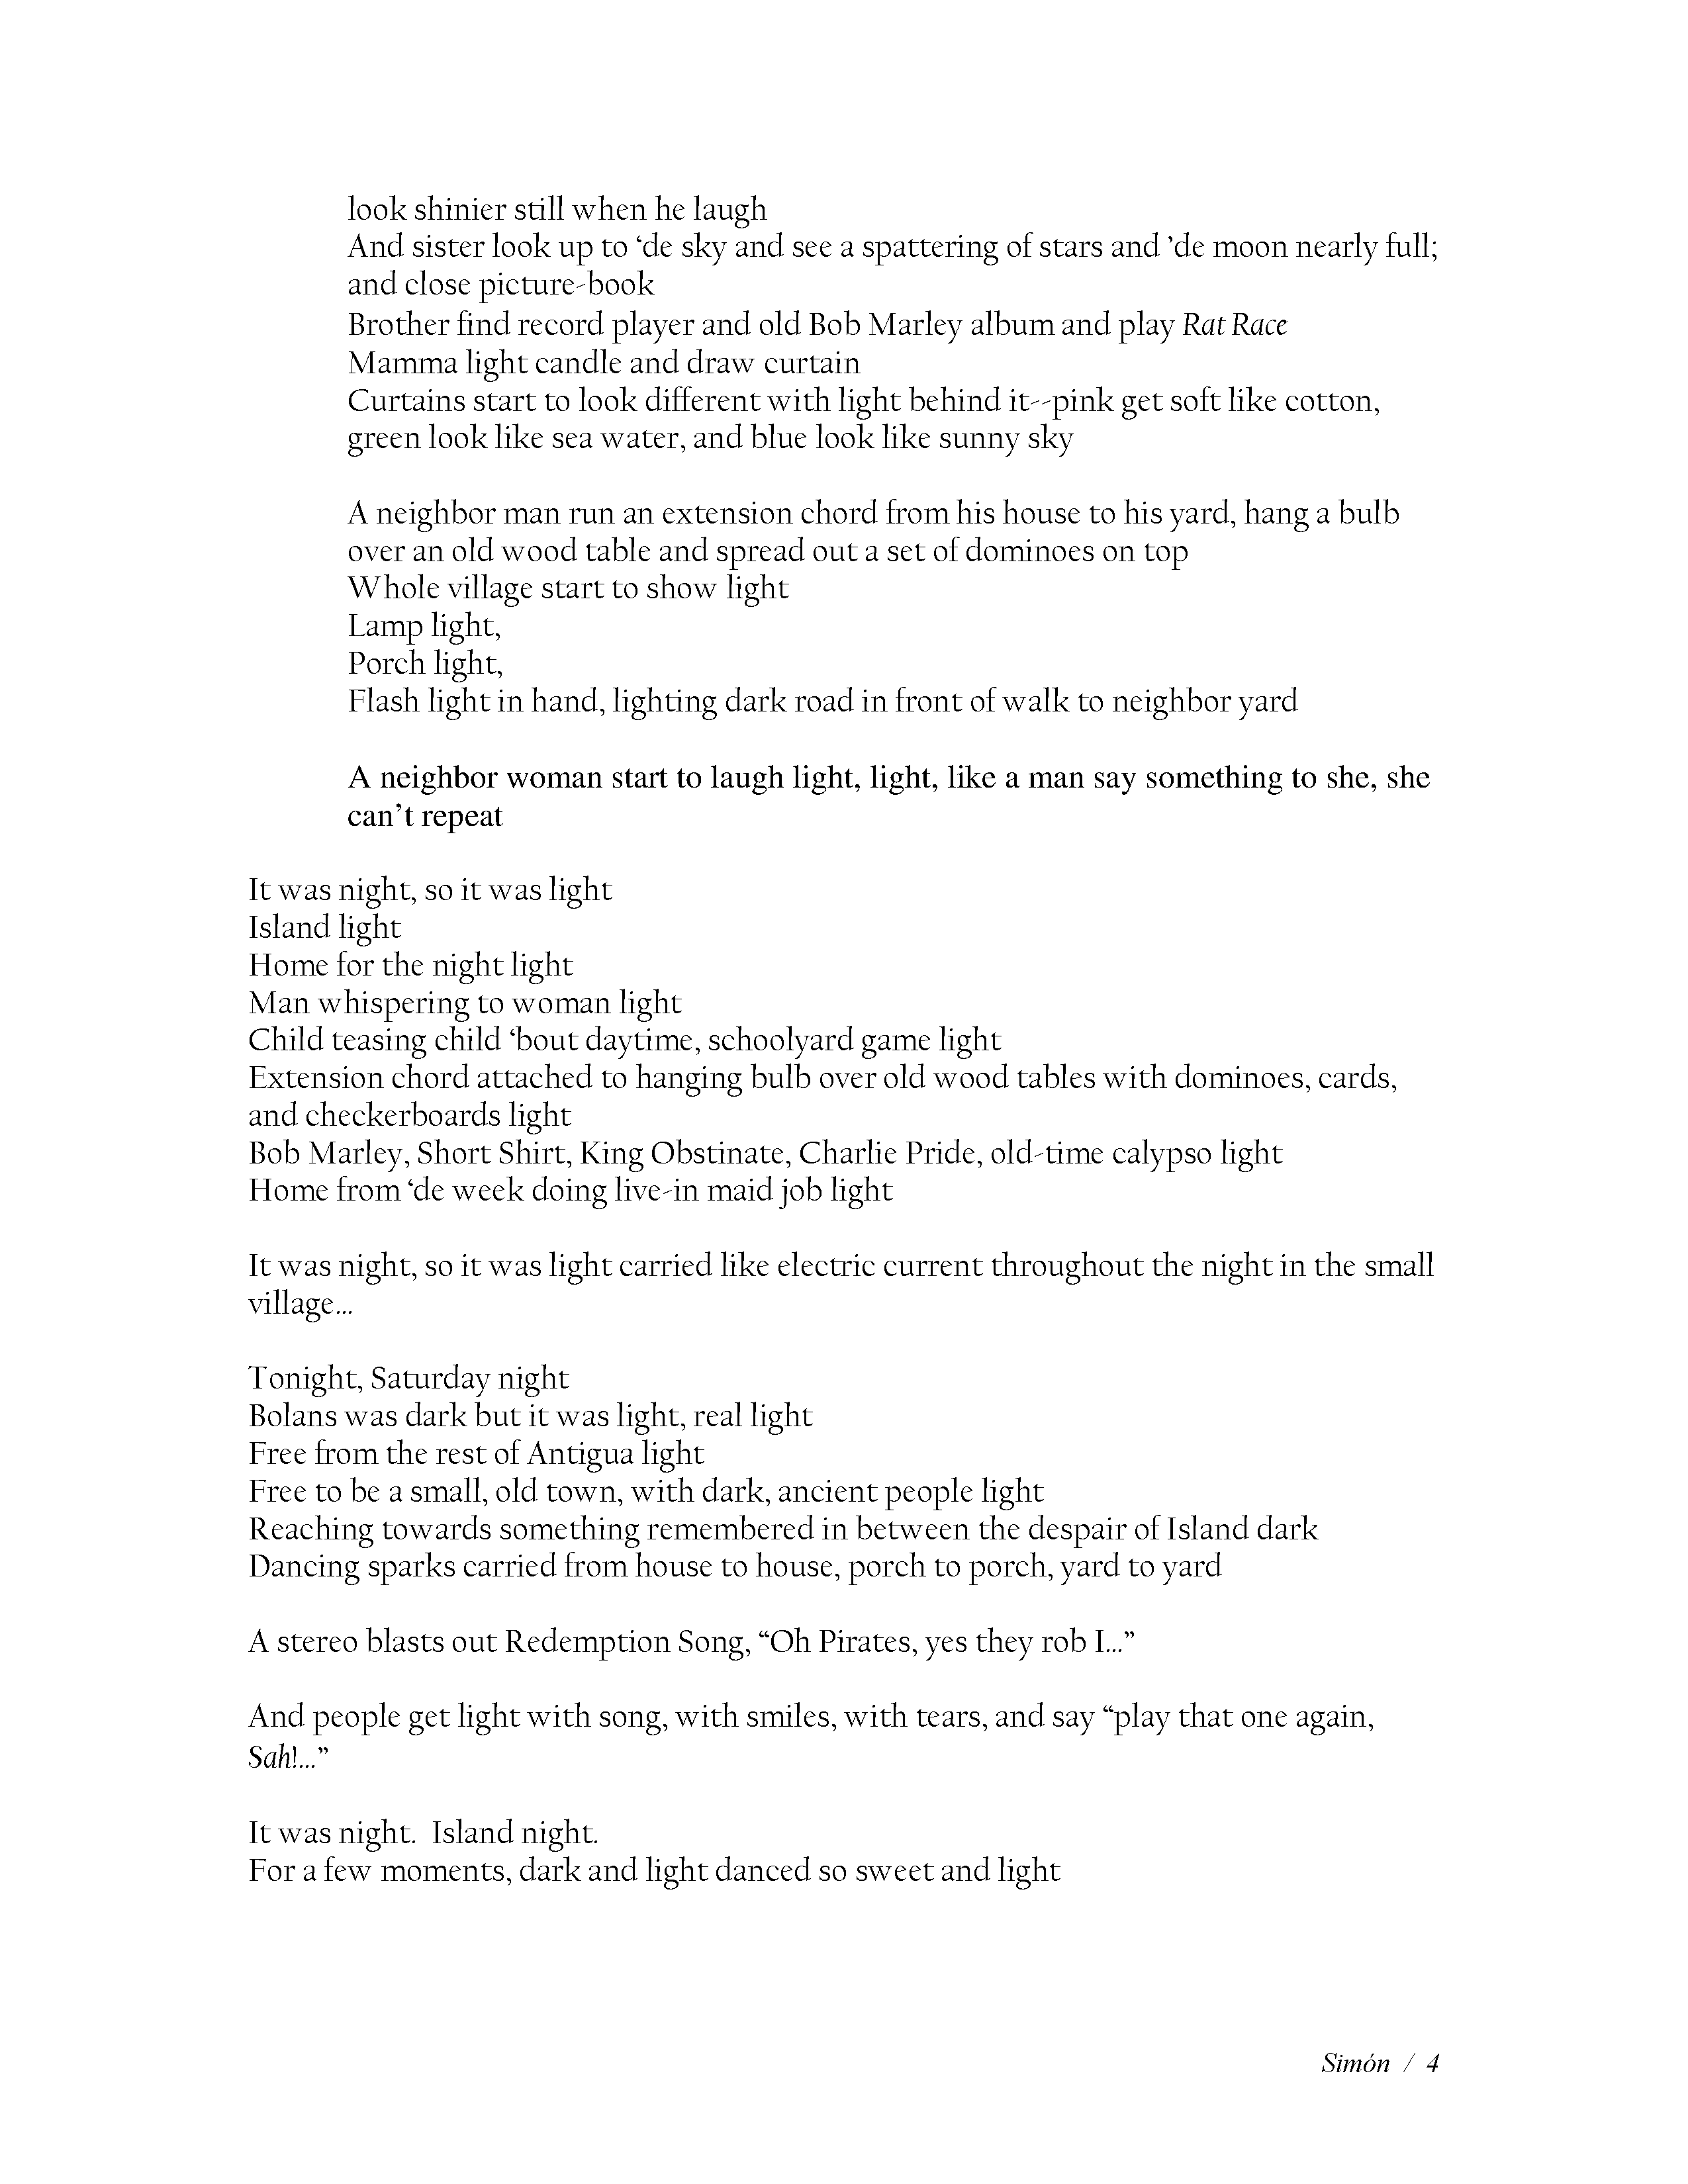 look shinier still when he laugh
And sister look up to ‘de sky and see a spattering of stars and ’de moon nearly full;
and close picture-book
Brother find record player and old Bob Marley album and play Rat Race
Mamma light candle and draw curtain
Curtains start to look different with light behind it--pink get soft like cotton,
green look like sea water, and blue look like sunny sky
A neighbor man run an extension chord from his house to his yard, hang a bulb
over an old wood table and spread out a set of dominoes on top
Whole village start to show light
Lamp light,
Porch light,
Flash light in hand, lighting dark road in front of walk to neighbor yard
A neighbor woman start to laugh light, light, like a man say something to she, she
can’t repeat
It was night, so it was light
Island light
Home for the night light
Man whispering to woman light
Child teasing child ‘bout daytime, schoolyard game light
Extension chord attached to hanging bulb over old wood tables with dominoes, cards,
and checkerboards light
Bob Marley, Short Shirt, King Obstinate, Charlie Pride, old-time calypso light
Home from ‘de week doing live-in maid job light
It was night, so it was light carried like electric current throughout the night in the small
village…
Tonight, Saturday night
Bolans was dark but it was light, real light
Free from the rest of Antigua light
Free to be a small, old town, with dark, ancient people light
Reaching towards something remembered in between the despair of Island dark
Dancing sparks carried from house to house, porch to porch, yard to yard
A stereo blasts out Redemption Song, “Oh Pirates, yes they rob I…”
And people get light with song, with smiles, with tears, and say “play that one again,
Sah!…”
It was night.  Island night.
For a few moments, dark and light danced so sweet and light
Simón / 4